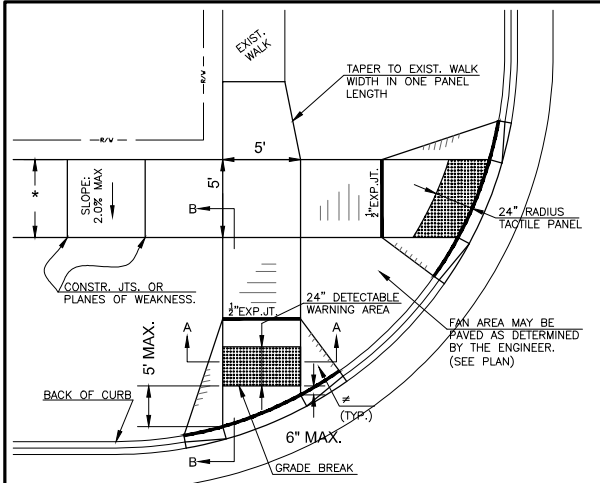 EXIST.
WALK
TAPER TO EXIST. WALK
WIDTH IN ONE PANEL
LENGTH
R/W
R/W
5'
5'
*
SLOPE:
2.0% MAX
B
1/2"EXP.JT.
24" RADIUS
TACTILE PANEL
CONSTR. JTS. OR
PLANES OF WEAKNESS.
1/2"EXP.JT.
24" DETECTABLE
WARNING AREA
FAN AREA MAY BE
PAVED AS DETERMINED
BY THE ENGINEER.
(SEE PLAN)
A
A
5' MAX.
BACK OF CURB
≠
(TYP.)
6" MAX.
B
GRADE BREAK